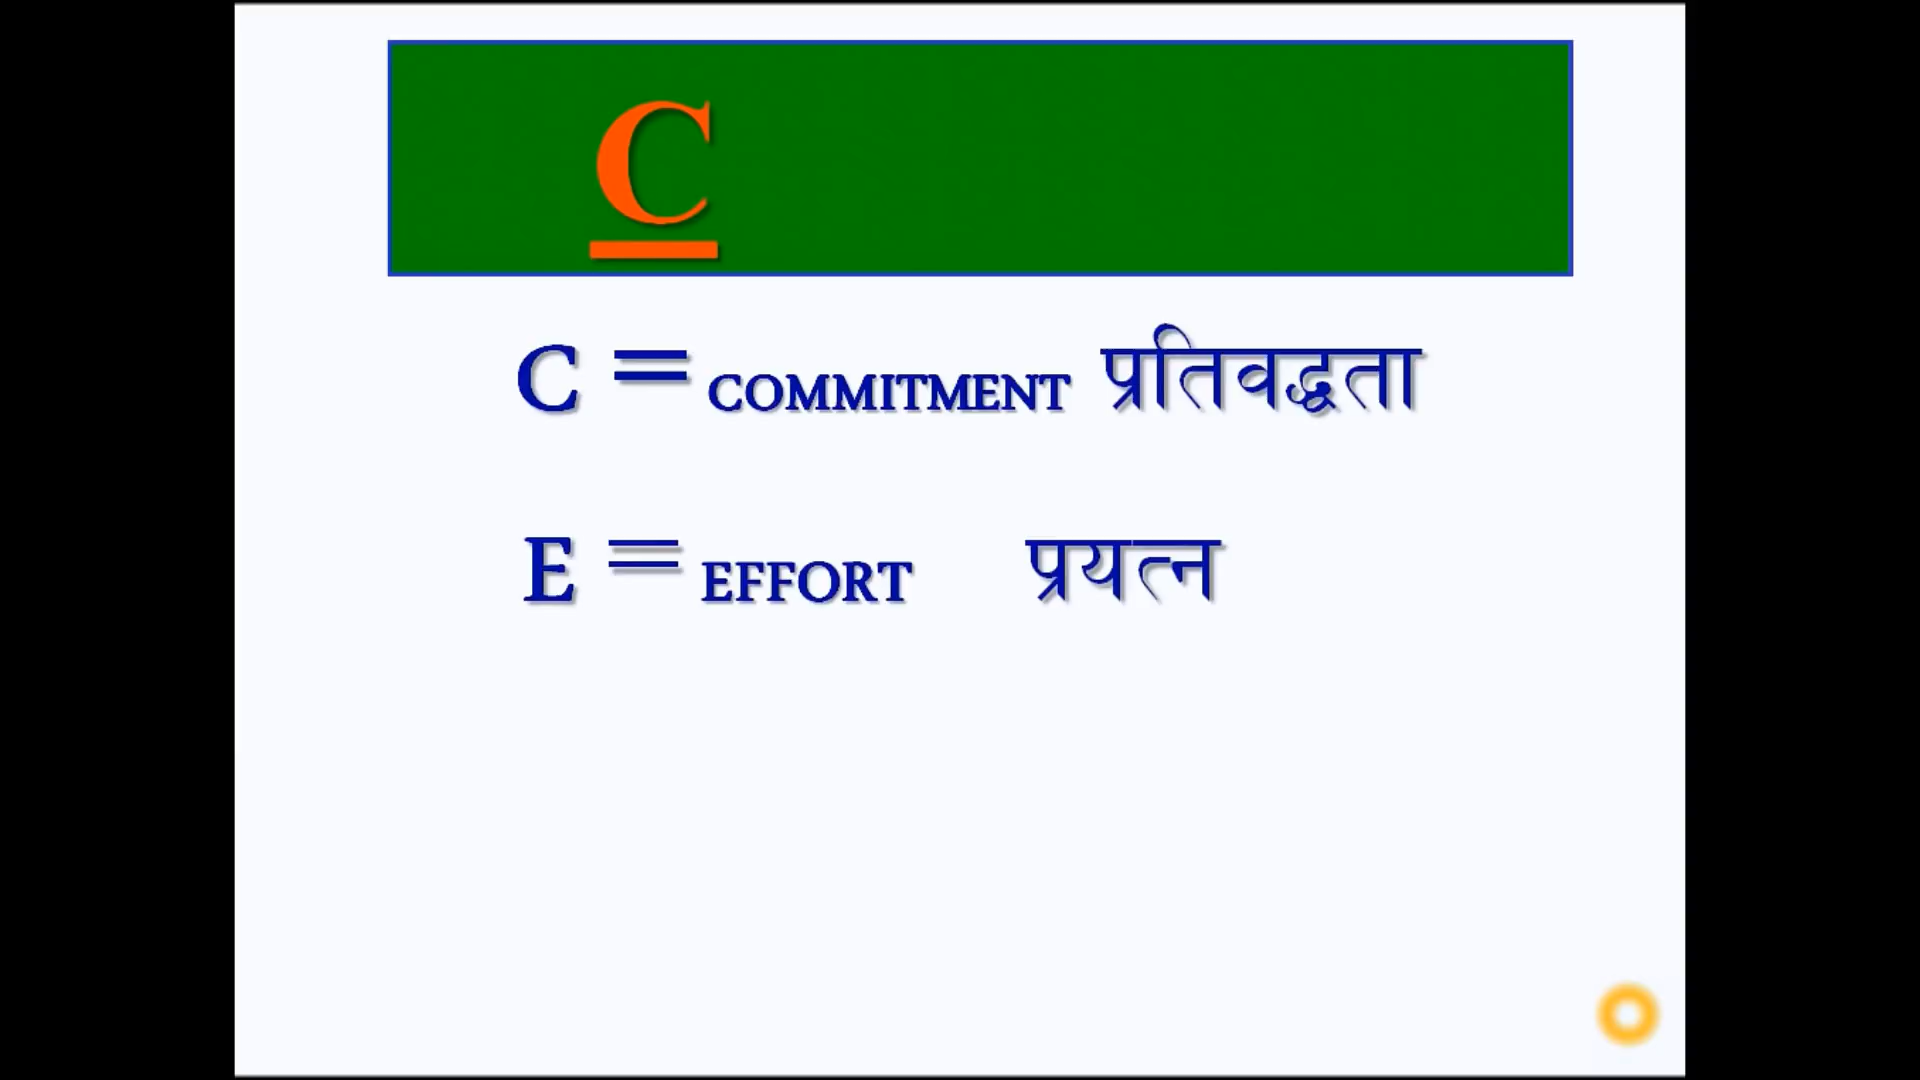 C
C = COMMITMENT प्रतिवद्धता
E = EFFORT प्रयत्न